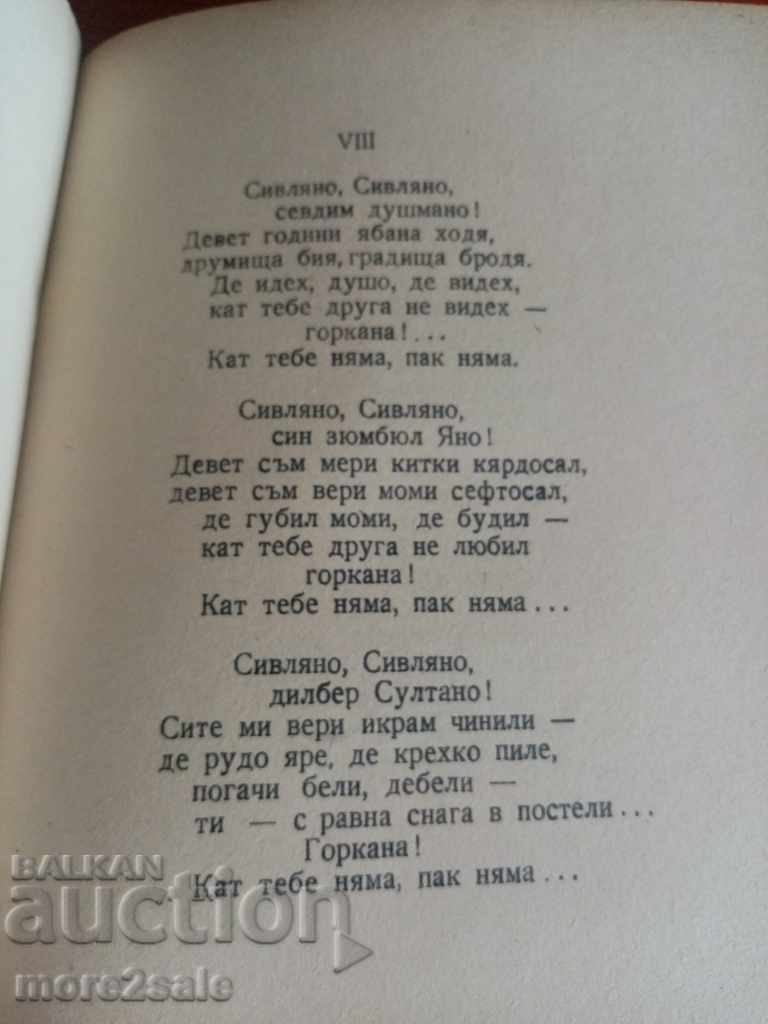 VIII
Сивляно, Сивляно,
севдим душмано!
Девет години ябана ходя,
друмища бия, градища бродя.
Де идех, душо, де видех,
кат тебе друга не видех —
горкана!...
Кат тебе няма, пак няма.
Сивляно, Сивляно,
син зюмбюл Яно!
Девет съм мери китки кярдосал,
девет съм вери моми сефтосал,
де губил моми, де будил —
кат тебе друга не любил
горкана!
Кат тебе няма, пак няма...
Сивляно, Сивляно,
дилбер Султано!
Сите ми вери икрам чинили —
де рудо яре, де крехко пиле,
погачи бели, дебели —
ти — с равна снага в постели...
Горкана!
Кат тебе няма, пак няма...
BALKAN
auction
more2sale